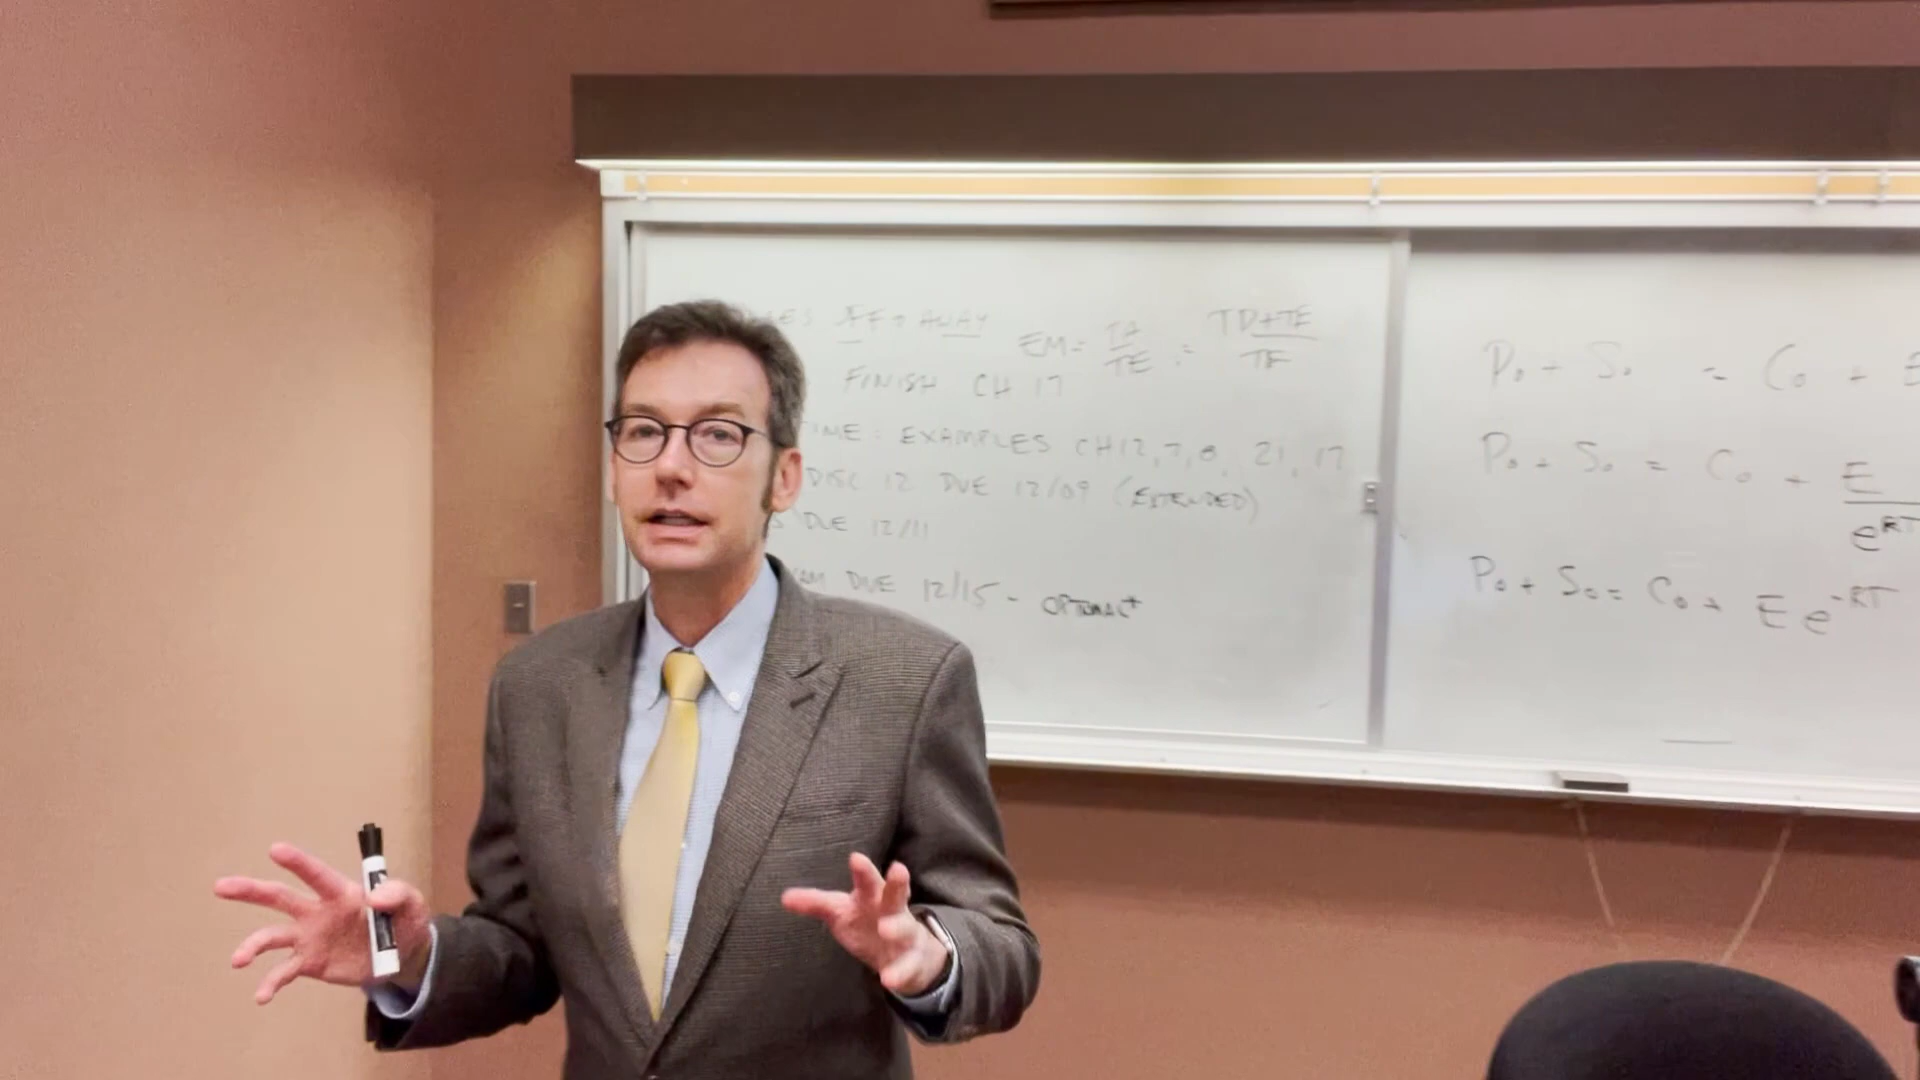 AWAY
EM = TA/TE = TD+TE/TE
FINISH CH 17
TIME: EXAMPLES CH 12, 7, 8, 21, 17
DISC 12 DUE 12/09 (EXTENDED)
DUE 12/11
DUE 12/15 - OPTIONAL+
P₀ + S₀ = C₀ + E
P₀ + S₀ = C₀ + E/e^RT
P₀ + S₀ = C₀ + E e^-RT